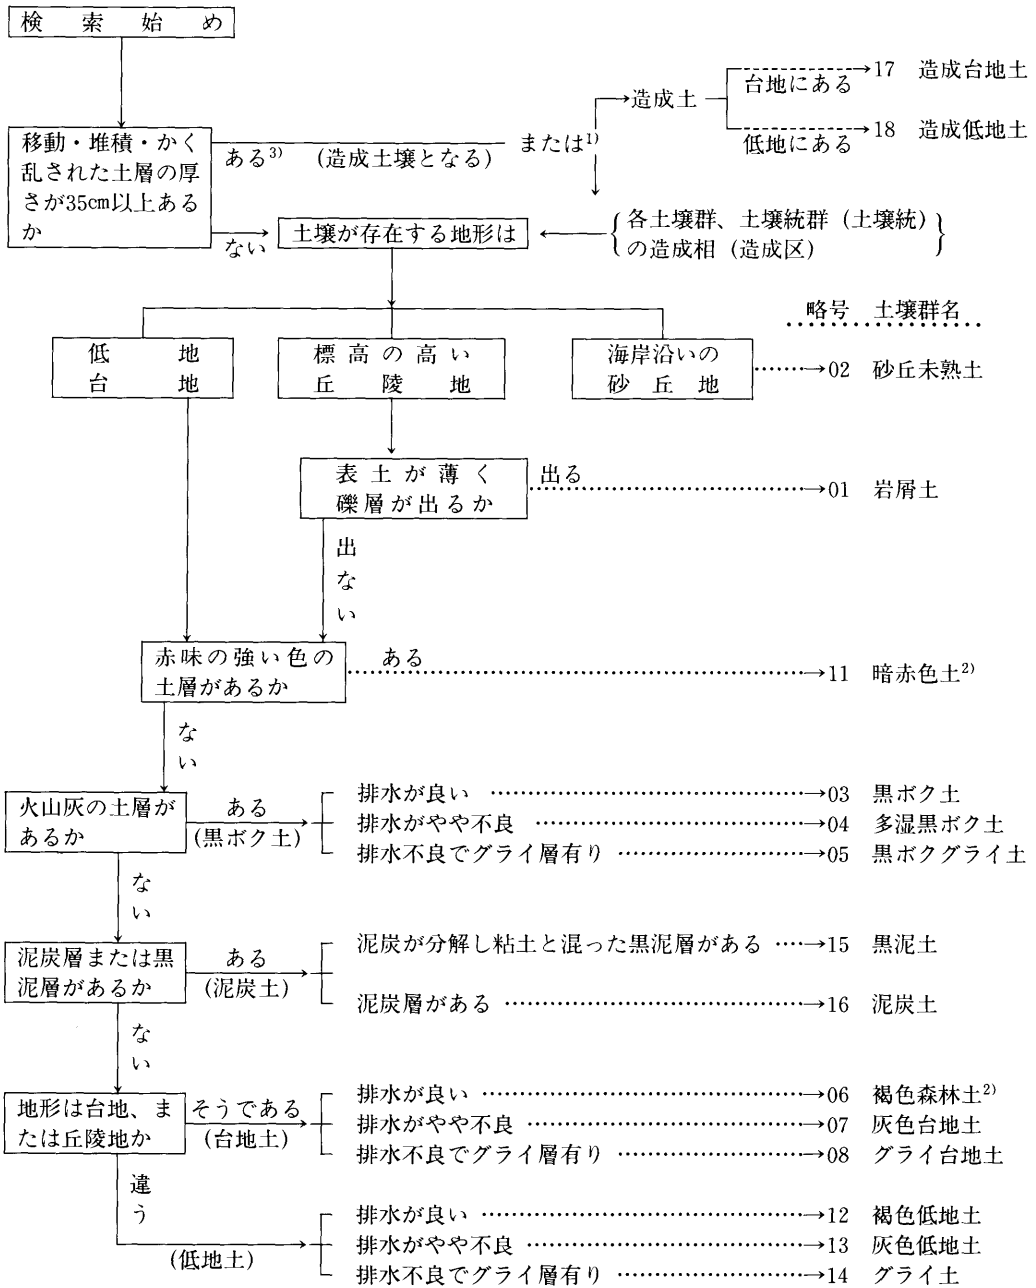 検索始め
移動・堆積・かく
乱された土層の厚
さが35cm以上ある
か
ある3) (造成土壌となる)
または1)
造成土
台地にある
17 造成台地土
低地にある
18 造成低地土
ない
土壌が存在する地形は
各土壌群、土壌統群(土壌統)
の造成相(造成区)
略号 土壌群名
低地
台地
標高の高い
丘陵地
海岸沿いの
砂丘地
02 砂丘未熟土
表土が薄く
礫層が出るか
出る
01 岩屑土
出ない
赤味の強い色の
土層があるか
ある
11 暗赤色土2)
ない
火山灰の土層が
あるか
ある
(黒ボク土)
排水が良い 03 黒ボク土
排水がやや不良 04 多湿黒ボク土
排水不良でグライ層有り 05 黒ボクグライ土
ない
泥炭層または黒
泥層があるか
ある
(泥炭土)
泥炭が分解し粘土と混った黒泥層がある 15 黒泥土
泥炭層がある 16 泥炭土
ない
地形は台地、ま
たは丘陵地か
そうである
(台地土)
排水が良い 06 褐色森林土2)
排水がやや不良 07 灰色台地土
排水不良でグライ層有り 08 グライ台地土
違う
(低地土)
排水が良い 12 褐色低地土
排水がやや不良 13 灰色低地土
排水不良でグライ層有り 14 グライ土